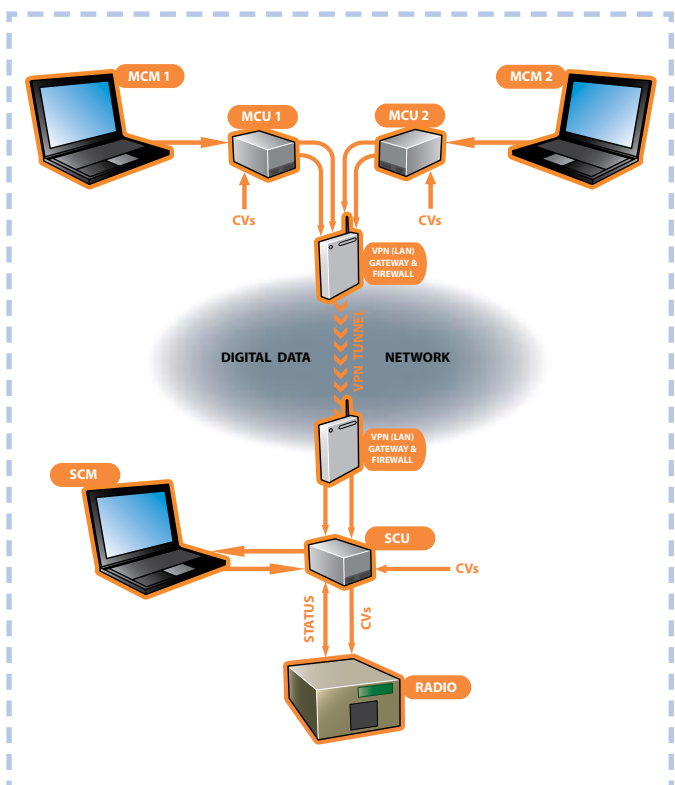 MCM 1
MCM 2
MCU 1
MCU 2
CVs
CVs
VPN (LAN)
GATEWAY &
FIREWALL
DIGITAL DATA
VPN TUNNEL
NETWORK
VPN (LAN)
GATEWAY &
FIREWALL
SCM
SCU
CVs
STATUS
CVs
RADIO